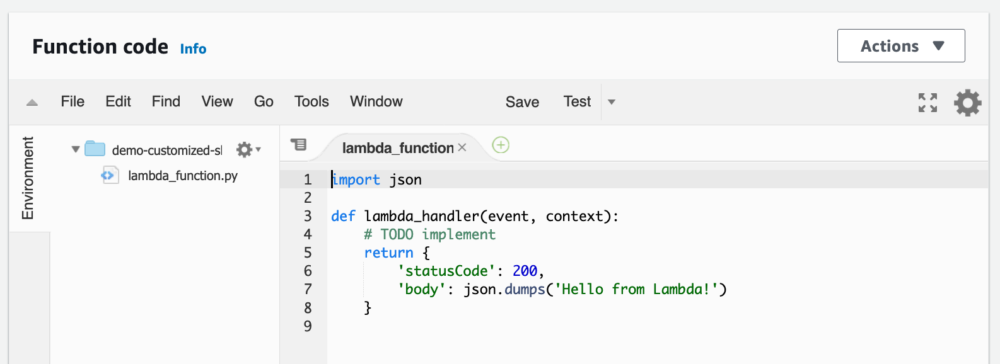 Function code Info
Actions
File Edit Find View Go Tools Window Save Test
Environment
demo-customized-sl
lambda_function.py
lambda_function
1 import json
2
3 def lambda_handler(event, context):
4     # TODO implement
5     return {
6         'statusCode': 200,
7         'body': json.dumps('Hello from Lambda!')
8     }
9